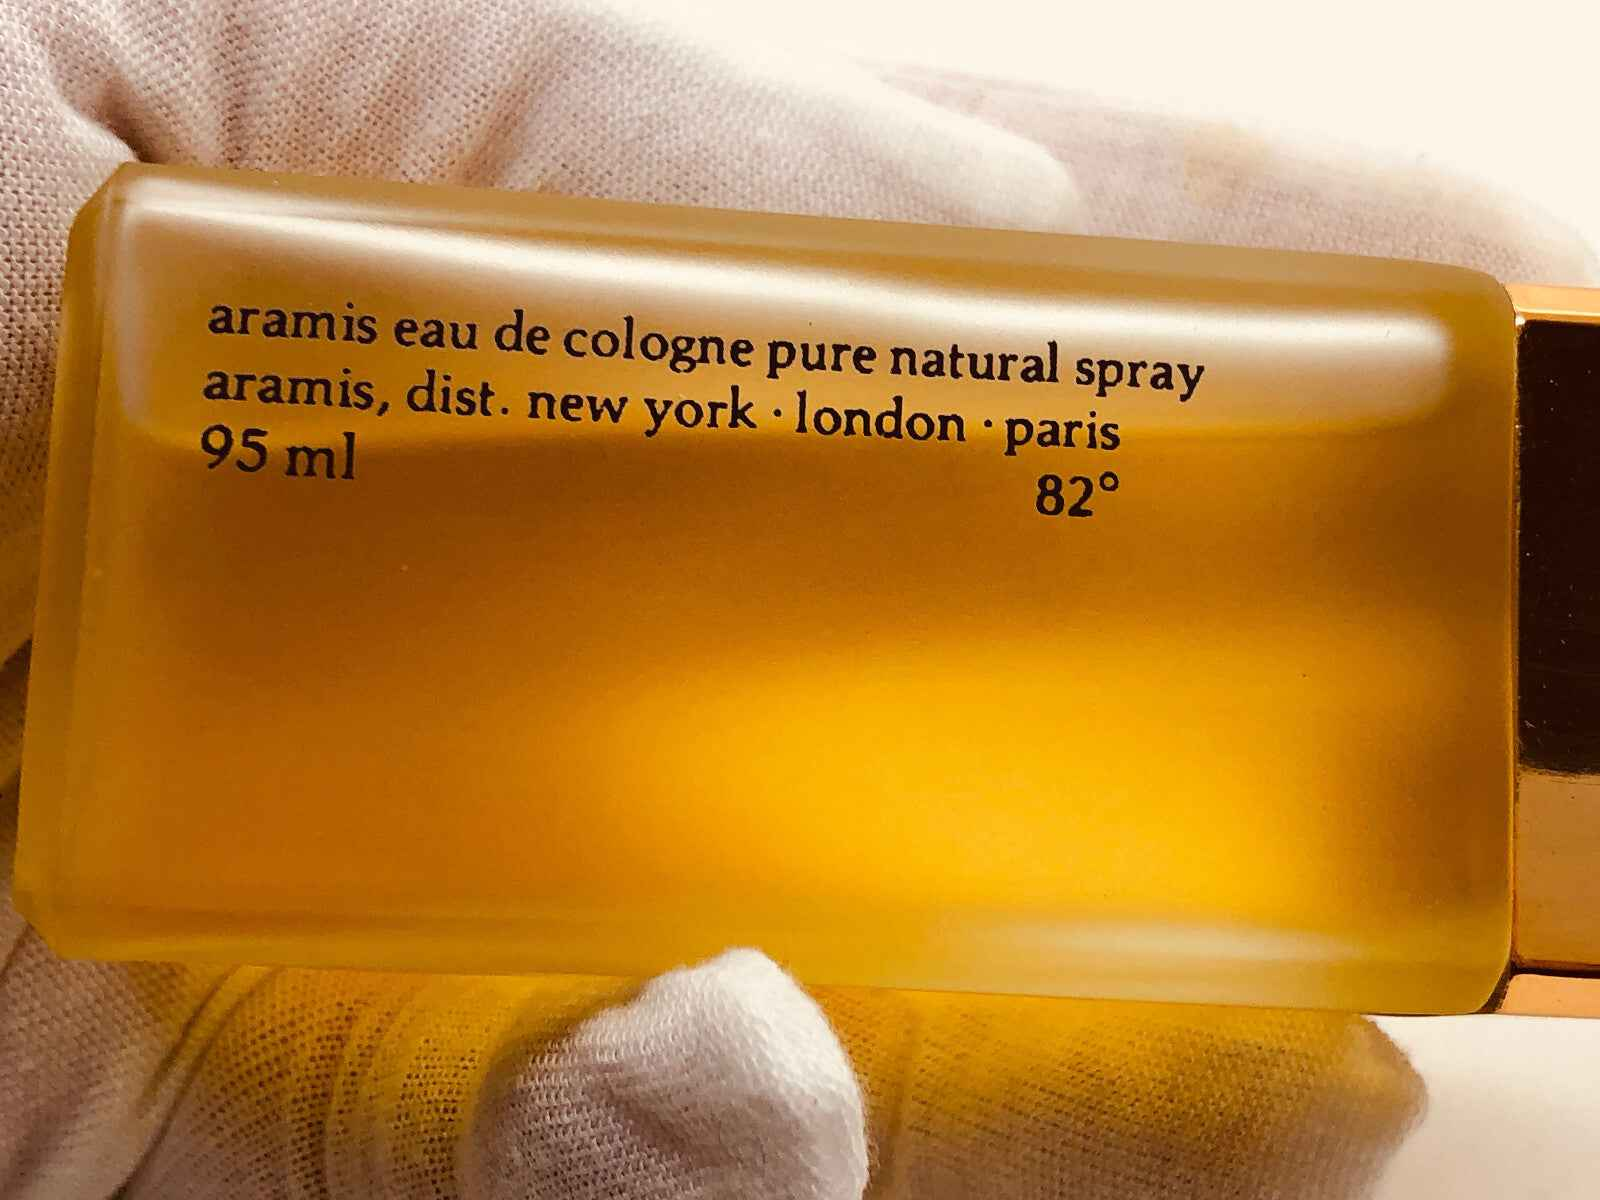 aramis eau de cologne pure natural spray
aramis, dist. new york · london · paris
95 ml
82°